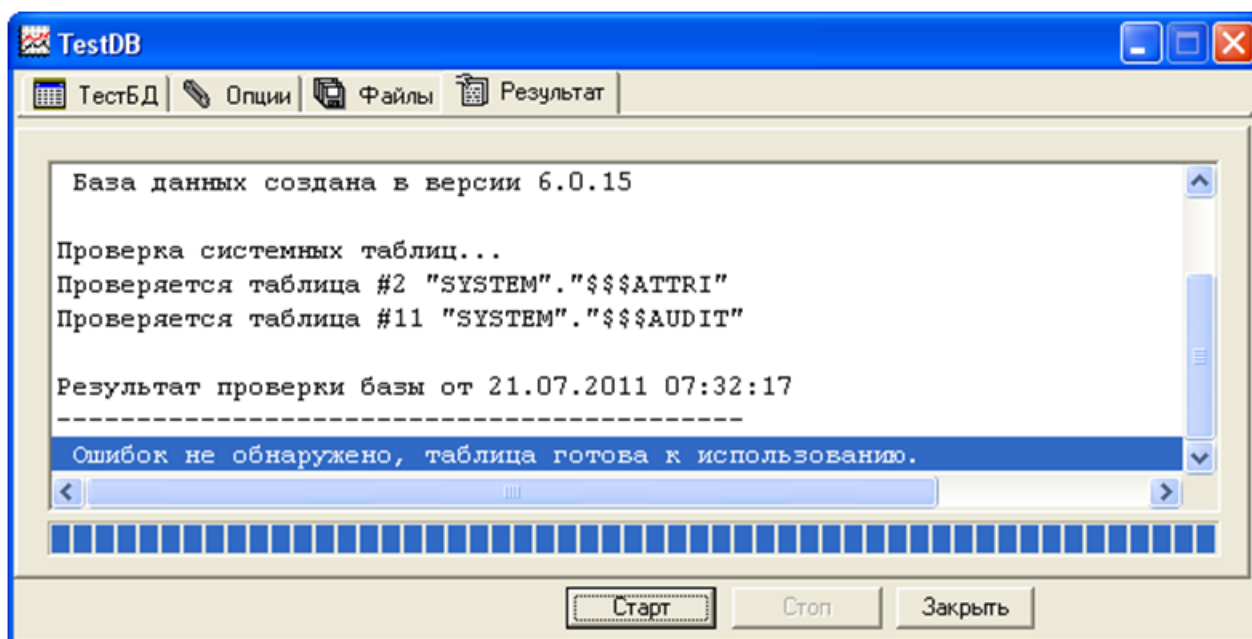 TestDB
ТестБД Опции Файлы Результат
База данных создана в версии 6.0.15
Проверка системных таблиц...
Проверяется таблица #2 "SYSTEM"."$$$ATTRI"
Проверяется таблица #11 "SYSTEM"."$$$AUDIT"
Результат проверки базы от 21.07.2011 07:32:17
-------------------------------------------
Ошибок не обнаружено, таблица готова к использованию.
Старт Стоп Закрыть